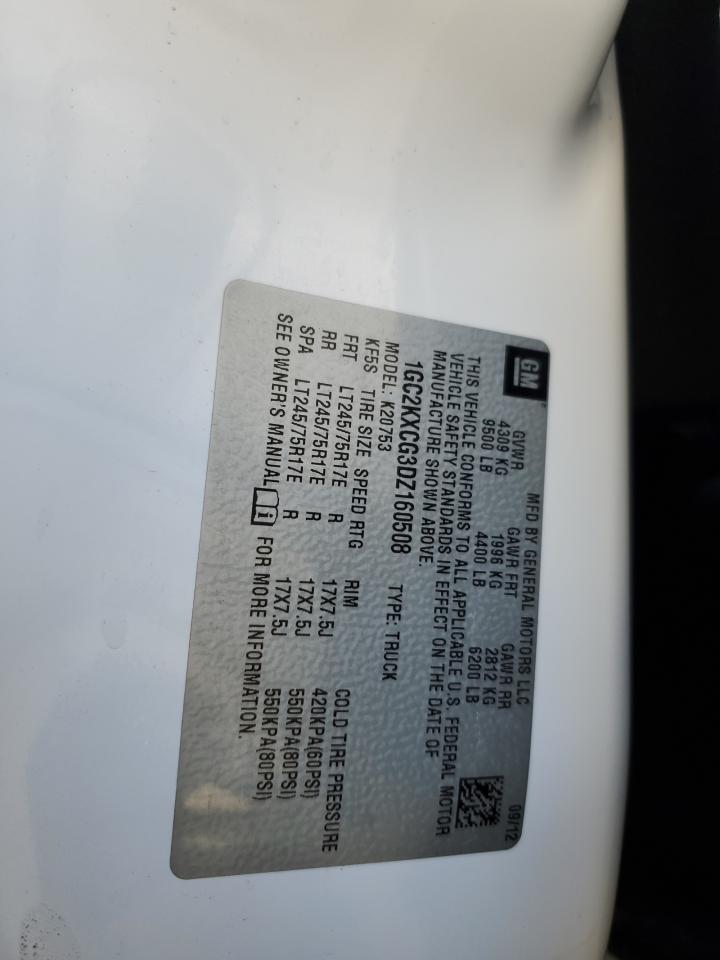 GM
MFD BY GENERAL MOTORS LLC 09/12
GVWR GAWR FRT GAWR RR
4309 KG 1996 KG 2812 KG
9500 LB 4400 LB 6200 LB
THIS VEHICLE CONFORMS TO ALL APPLICABLE U.S. FEDERAL MOTOR
VEHICLE SAFETY STANDARDS IN EFFECT ON THE DATE OF
MANUFACTURE SHOWN ABOVE.
1GC2KXCG3DZ160508 TYPE: TRUCK
MODEL: K20753
KF5S TIRE SIZE SPEED RTG RIM COLD TIRE PRESSURE
FRT LT245/75R17E R 17X7.5J 420KPA(60PSI)
RR LT245/75R17E R 17X7.5J 550KPA(80PSI)
SPA LT245/75R17E R 17X7.5J 550KPA(80PSI)
SEE OWNER'S MANUAL FOR MORE INFORMATION.